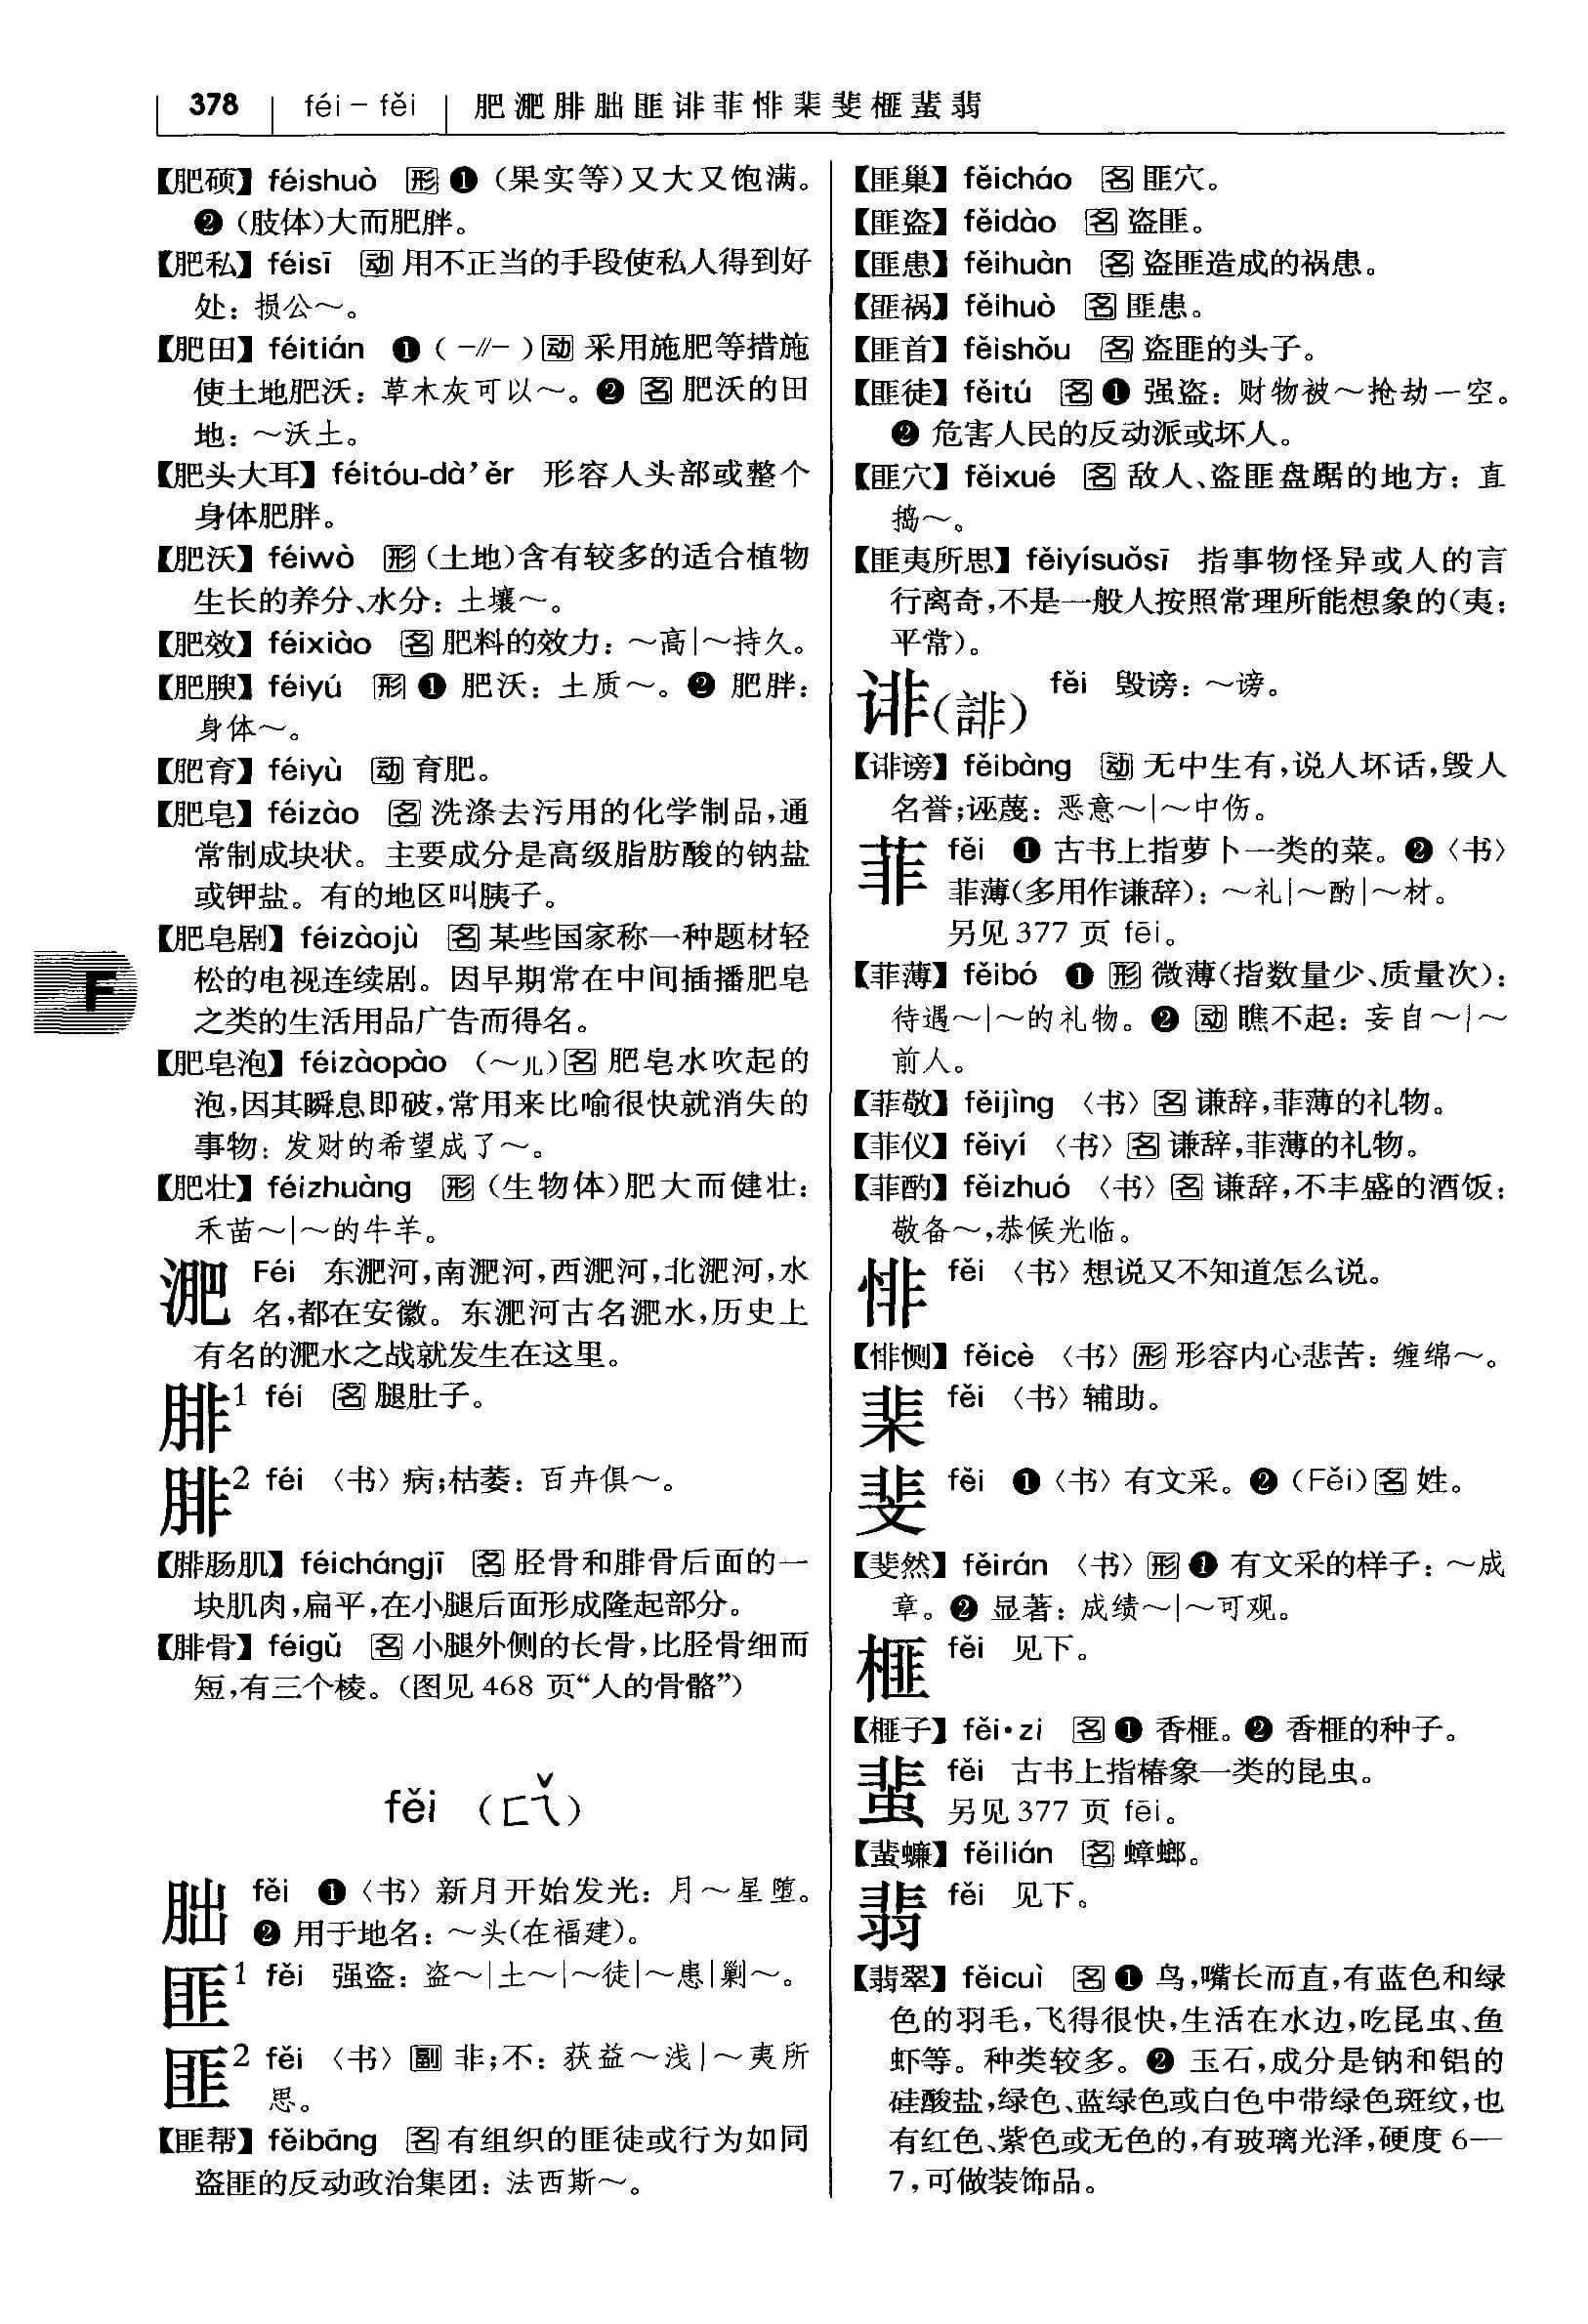 378 féi – fěi 肥淝腓朏匪诽菲悱棐斐榧蜚翡
【肥硕】 féishuò 形 ❶（果实等）又大又饱满。
❷（肢体）大而肥胖。
【肥私】 féisī 动 用不正当的手段使私人得到好
处：损公～。
【肥田】 féitián ❶（-//-）动 采用施肥等措施
使土地肥沃：草木灰可以～。❷ 名 肥沃的田
地：～沃土。
【肥头大耳】 féitóu-dà’ěr 形容人头部或整个
身体肥胖。
【肥沃】 féiwò 形（土地）含有较多的适合植物
生长的养分、水分：土壤～。
【肥效】 féixiào 名 肥料的效力：～高|～持久。
【肥腴】 féiyú 形 ❶ 肥沃：土质～。❷ 肥胖：
身体～。
【肥育】 féiyù 动 育肥。
【肥皂】 féizào 名 洗涤去污用的化学制品，通
常制成块状。主要成分是高级脂肪酸的钠盐
或钾盐。有的地区叫胰子。
【肥皂剧】 féizàojù 名 某些国家称一种题材轻
松的电视连续剧。因早期常在中间插播肥皂
之类的生活用品广告而得名。
【肥皂泡】 féizàopào （～儿）名 肥皂水吹起的
泡，因其瞬息即破，常用来比喻很快就消失的
事物：发财的希望成了～。
【肥壮】 féizhuàng 形（生物体）肥大而健壮：
禾苗～|～的牛羊。
淝 Féi 东淝河，南淝河，西淝河，北淝河，水
名，都在安徽。东淝河古名淝水，历史上
有名的淝水之战就发生在这里。
腓1 féi 名 腿肚子。
腓2 féi 〈书〉病；枯萎：百卉俱～。
【腓肠肌】 féichángjī 名 胫骨和腓骨后面的一
块肌肉，扁平，在小腿后面形成隆起部分。
【腓骨】 féigǔ 名 小腿外侧的长骨，比胫骨细而
短，有三个棱。（图见 468 页“人的骨骼”）
fěi （ㄈㄟˇ）
朏 fěi ❶〈书〉新月开始发光：月～星堕。
❷ 用于地名：～头（在福建）。
匪1 fěi 强盗：盗～|土～|～徒|～患|剿～。
匪2 fěi 〈书〉副 非；不：获益～浅|～夷所
思。
【匪帮】 fěibāng 名 有组织的匪徒或行为如同
盗匪的反动政治集团：法西斯～。
【匪巢】 fěicháo 名 匪穴。
【匪盗】 fěidào 名 盗匪。
【匪患】 fěihuàn 名 盗匪造成的祸患。
【匪祸】 fěihuò 名 匪患。
【匪首】 fěishǒu 名 盗匪的头子。
【匪徒】 fěitú 名 ❶ 强盗：财物被～抢劫一空。
❷ 危害人民的反动派或坏人。
【匪穴】 fěixué 名 敌人、盗匪盘踞的地方：直
捣～。
【匪夷所思】 fěiyísuǒsī 指事物怪异或人的言
行离奇，不是一般人按照常理所能想象的（夷：
平常）。
诽（誹） fěi 毁谤：～谤。
【诽谤】 fěibàng 动 无中生有，说人坏话，毁人
名誉；诬蔑：恶意～|～中伤。
菲 fěi ❶ 古书上指萝卜一类的菜。❷〈书〉
菲薄（多用作谦辞）：～礼|～酌|～材。
另见 377 页 fēi。
【菲薄】 fěibó ❶ 形 微薄（指数量少、质量次）：
待遇～|～的礼物。❷ 动 瞧不起：妄自～|～
前人。
【菲敬】 fěijìng 〈书〉名 谦辞，菲薄的礼物。
【菲仪】 fěiyí 〈书〉名 谦辞，菲薄的礼物。
【菲酌】 fěizhuó 〈书〉名 谦辞，不丰盛的酒饭：
敬备～，恭候光临。
悱 fěi 〈书〉想说又不知道怎么说。
【悱恻】 fěicè 〈书〉形 形容内心悲苦：缠绵～。
棐 fěi 〈书〉辅助。
斐 fěi ❶〈书〉有文采。❷（Fěi）名 姓。
【斐然】 fěirán 〈书〉形 ❶ 有文采的样子：～成
章。❷ 显著：成绩～|～可观。
榧 fěi 见下。
【榧子】 fěi·zi 名 ❶ 香榧。❷ 香榧的种子。
蜚 fěi 古书上指椿象一类的昆虫。
另见 377 页 fēi。
【蜚蠊】 fěilián 名 蟑螂。
翡 fěi 见下。
【翡翠】 fěicuì 名 ❶ 鸟，嘴长而直，有蓝色和绿
色的羽毛，飞得很快，生活在水边，吃昆虫、鱼
虾等。种类较多。❷ 玉石，成分是钠和铝的
硅酸盐，绿色、蓝绿色或白色中带绿色斑纹，也
有红色、紫色或无色的，有玻璃光泽，硬度 6—
7，可做装饰品。
F